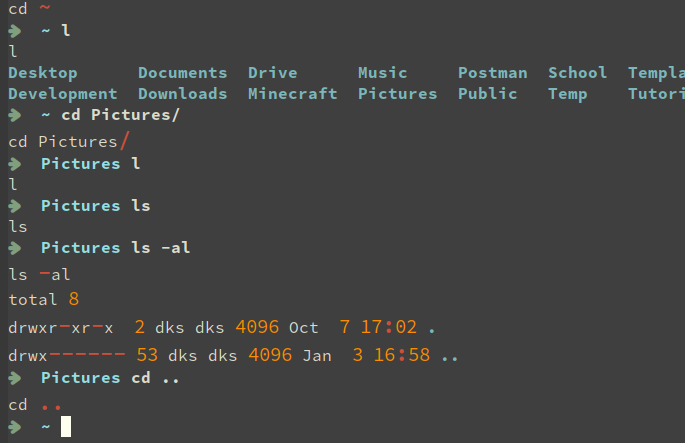 cd ~
➜ ~ l
l
Desktop Documents Drive Music Postman School
Development Downloads Minecraft Pictures Public Temp
➜ ~ cd Pictures/
cd Pictures/
➜ Pictures l
l
➜ Pictures ls
ls
➜ Pictures ls -al
ls -al
total 8
drwxr-xr-x 2 dks dks 4096 Oct 7 17:02 .
drwx------ 53 dks dks 4096 Jan 3 16:58 ..
➜ Pictures cd ..
cd ..
➜ ~